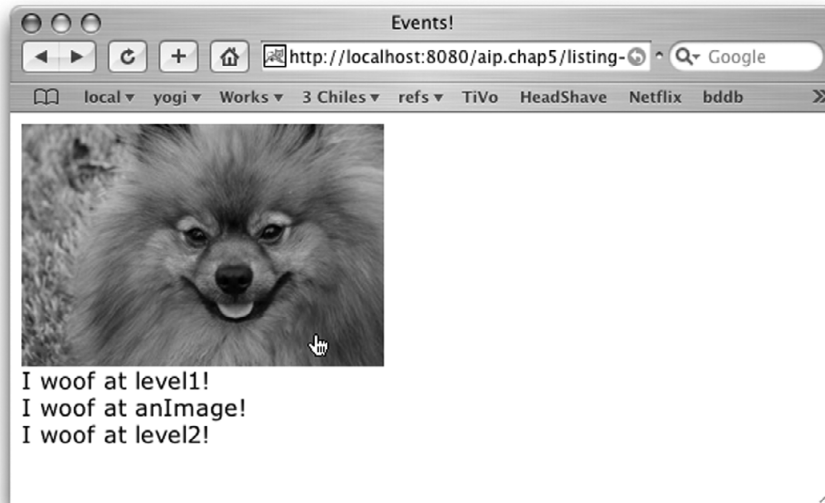 Events!
http://localhost:8080/aip.chap5/listing-
Google
local yogi Works 3 Chiles refs TiVo HeadShave Netflix bddb
I woof at level1!
I woof at anImage!
I woof at level2!